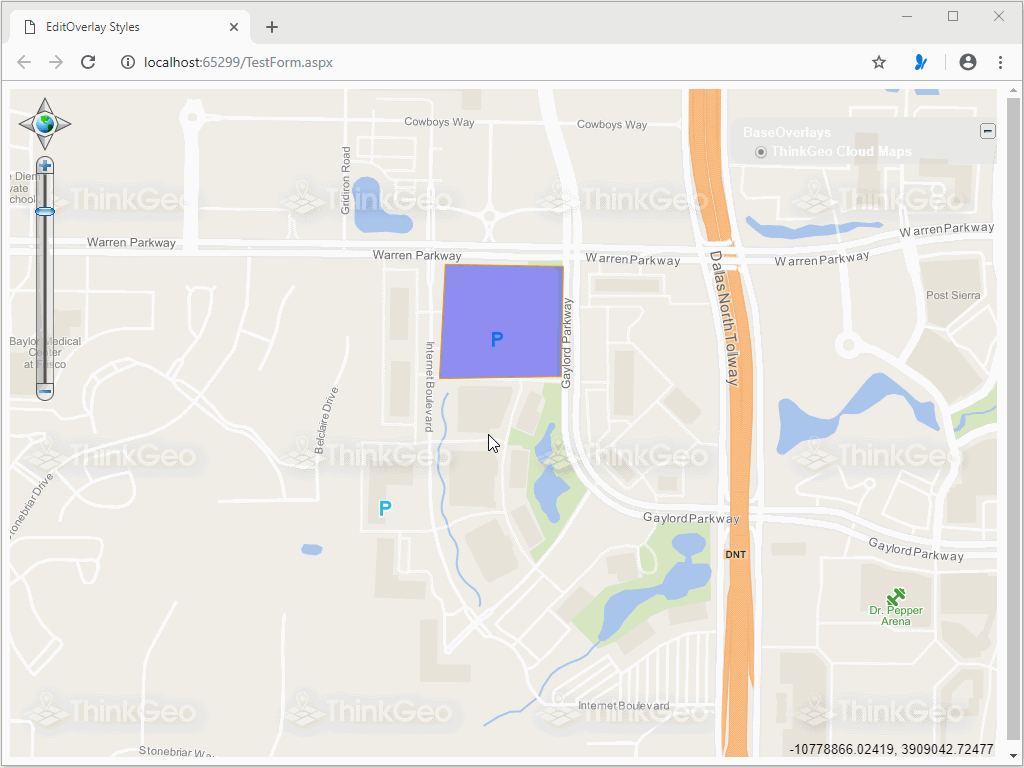 EditOverlay Styles
localhost:65299/TestForm.aspx
Cowboys Way
Cowboys Way
BaseOverlays
ThinkGeo Cloud Maps
Gridiron Road
ThinkGeo
ThinkGeo
ThinkGeo
ThinkGeo
Warren Parkway
Warren Parkway
Warren Parkway
Warren Parkway
Warren Parkway
Dallas North Tollway
Post Sierra
Gaylord Parkway
P
Baylor Medical
Center
at Frisco
Internet Boulevard
Belclaire Drive
ThinkGeo
ThinkGeo
ThinkGeo
ThinkGeo
Stonebriar Drive
P
Gaylord Parkway
Gaylord Parkway
DNT
Dr. Pepper
Arena
Internet Boulevard
ThinkGeo
ThinkGeo
ThinkGeo
ThinkGeo
Stonebriar
-10778866.02419, 3909042.72477